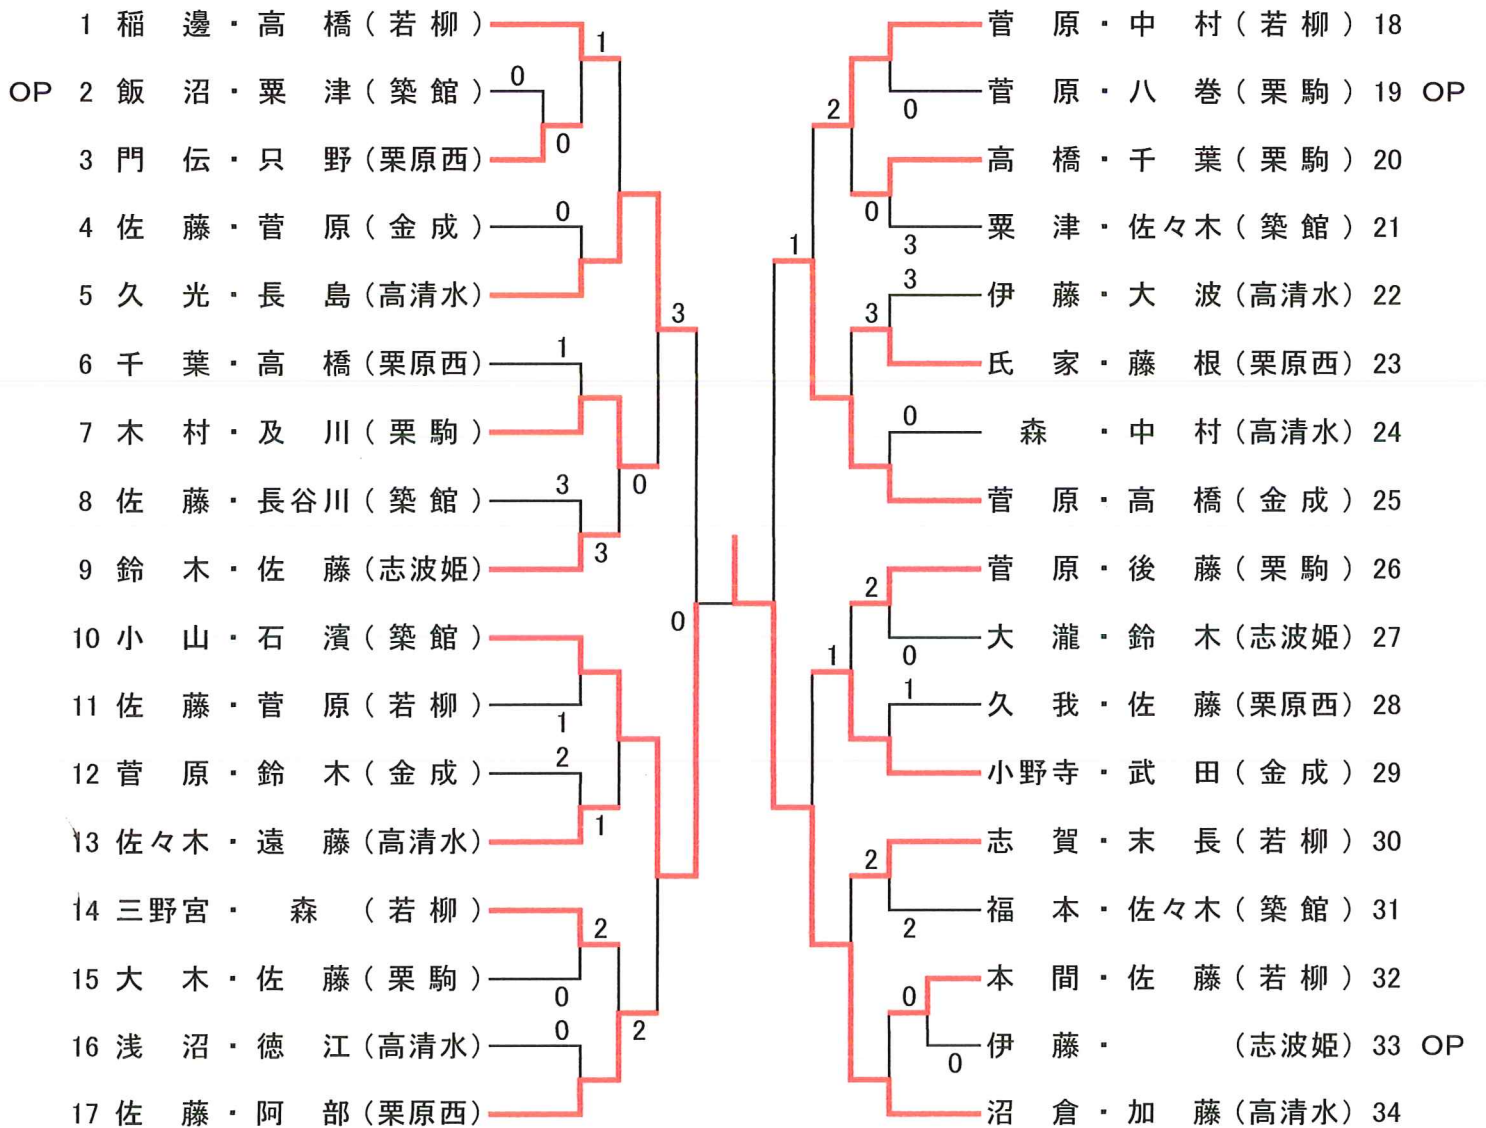 1 稲邊・高橋(若柳)
OP 2 飯沼・粟津(築館)
3 門伝・只野(栗原西)
4 佐藤・菅原(金成)
5 久光・長島(高清水)
6 千葉・高橋(栗原西)
7 木村・及川(栗駒)
8 佐藤・長谷川(築館)
9 鈴木・佐藤(志波姫)
10 小山・石濱(築館)
11 佐藤・菅原(若柳)
12 菅原・鈴木(金成)
13 佐々木・遠藤(高清水)
14 三野宮・森(若柳)
15 大木・佐藤(栗駒)
16 浅沼・徳江(高清水)
17 佐藤・阿部(栗原西)
1
0
0
0
3
1
0
3
3
0
1
2
1
2
0
0
2
2
0
1
0
3
3
3
0
2
0
1
1
2
2
0
0
菅原・中村(若柳) 18
菅原・八巻(栗駒) 19 OP
高橋・千葉(栗駒) 20
粟津・佐々木(築館) 21
伊藤・大波(高清水) 22
氏家・藤根(栗原西) 23
森・中村(高清水) 24
菅原・高橋(金成) 25
菅原・後藤(栗駒) 26
大瀧・鈴木(志波姫) 27
久我・佐藤(栗原西) 28
小野寺・武田(金成) 29
志賀・末長(若柳) 30
福本・佐々木(築館) 31
本間・佐藤(若柳) 32
伊藤・(志波姫) 33 OP
沼倉・加藤(高清水) 34